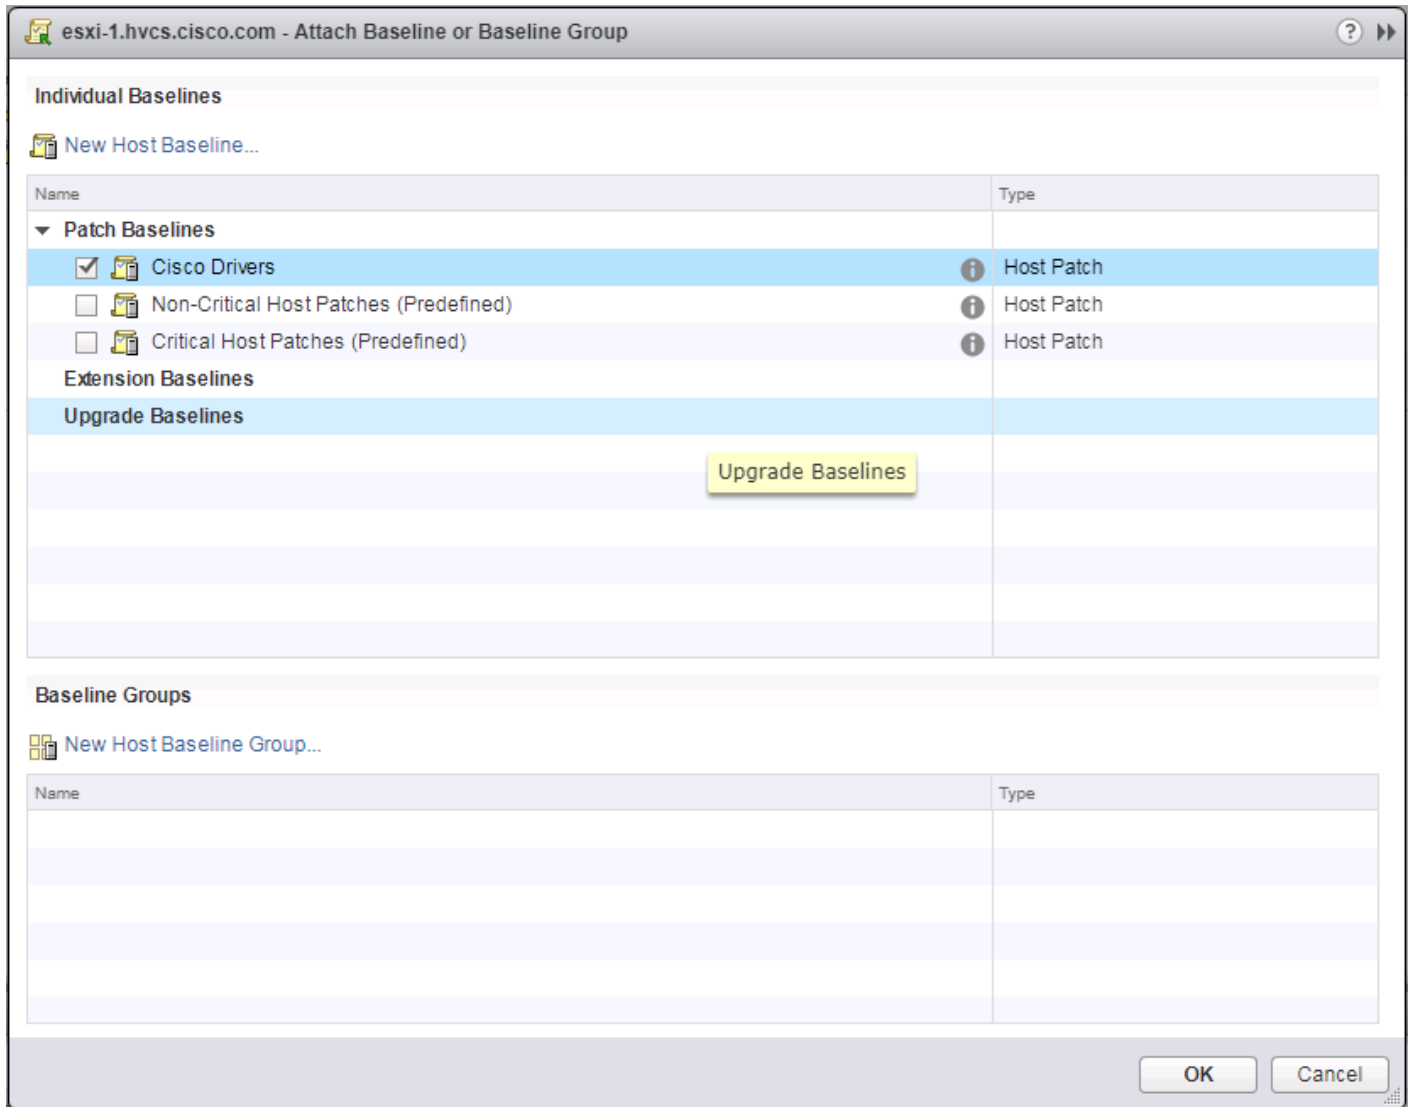 esxi-1.hvcs.cisco.com - Attach Baseline or Baseline Group ?
Individual Baselines
New Host Baseline...
Name Type
Patch Baselines
Cisco Drivers Host Patch
Non-Critical Host Patches (Predefined) Host Patch
Critical Host Patches (Predefined) Host Patch
Extension Baselines
Upgrade Baselines
Upgrade Baselines
Baseline Groups
New Host Baseline Group...
Name Type
OK Cancel